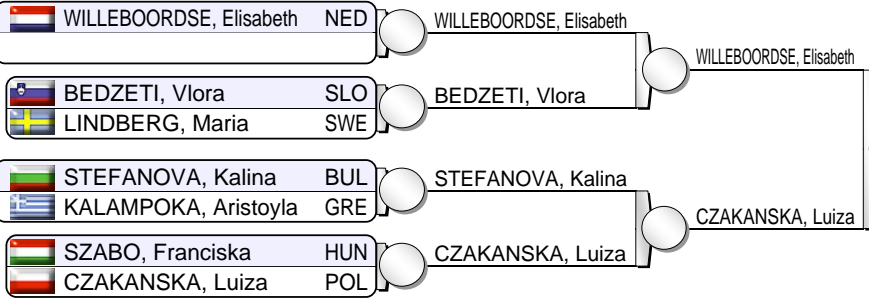 WILLEBOORDSE, Elisabeth NED
BEDZETI, Vlora SLO
LINDBERG, Maria SWE
STEFANOVA, Kalina BUL
KALAMPOKA, Aristoyla GRE
SZABO, Franciska HUN
CZAKANSKA, Luiza POL
WILLEBOORDSE, Elisabeth
BEDZETI, Vlora
STEFANOVA, Kalina
CZAKANSKA, Luiza
WILLEBOORDSE, Elisabeth
CZAKANSKA, Luiza